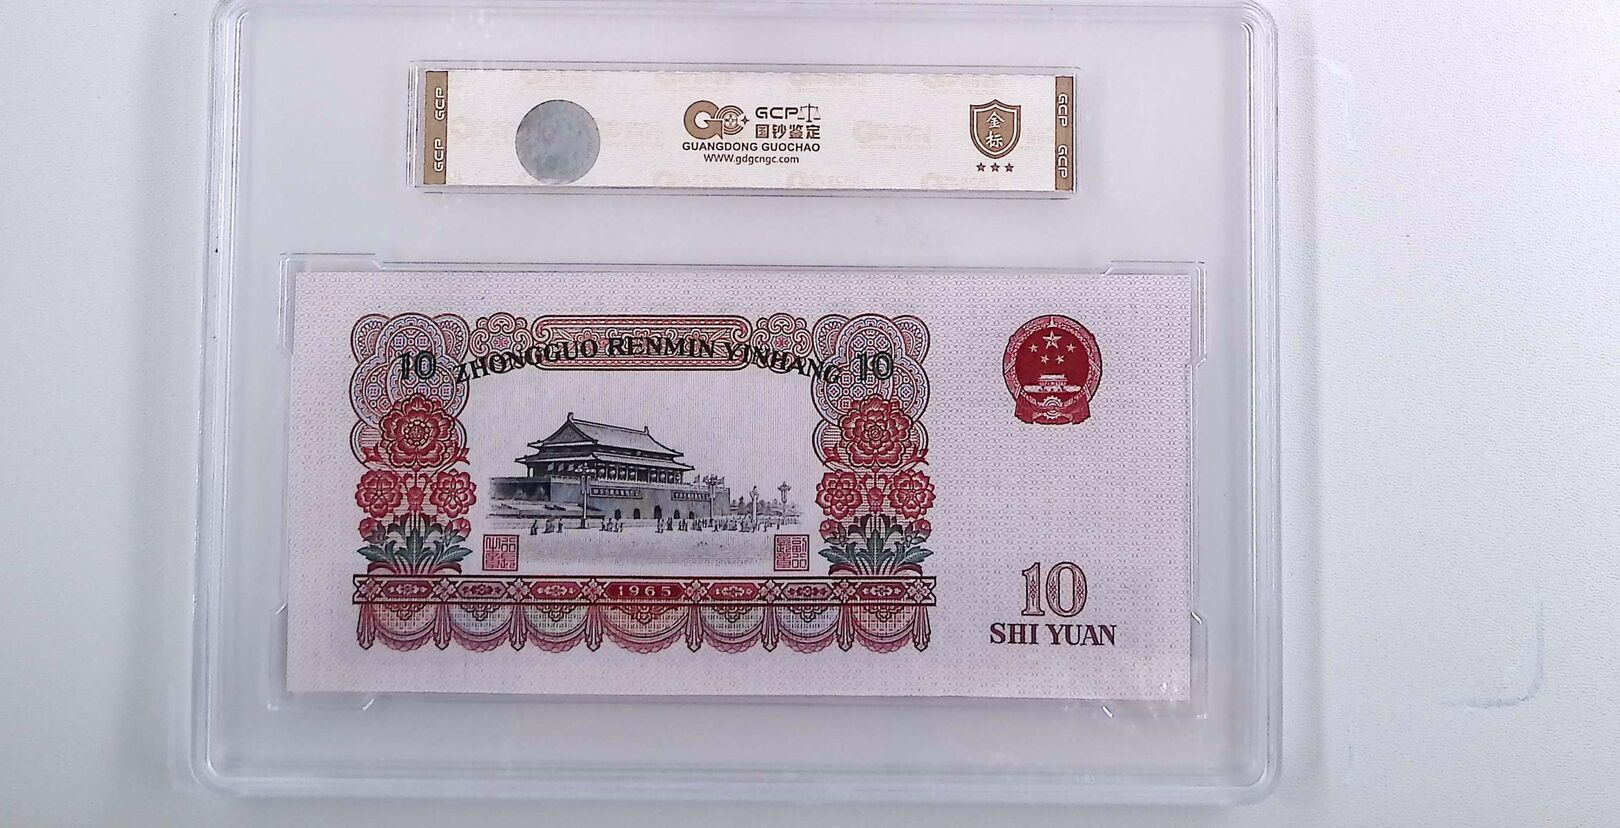 GCP
GCP
GCP
GCP
GCP
国钞鉴定
GUANGDONG GUOCHAO
WWW.gdgcngc.com
金标
10 ZHONGGUO RENMIN YINHANG 10
1965
10
SHI YUAN